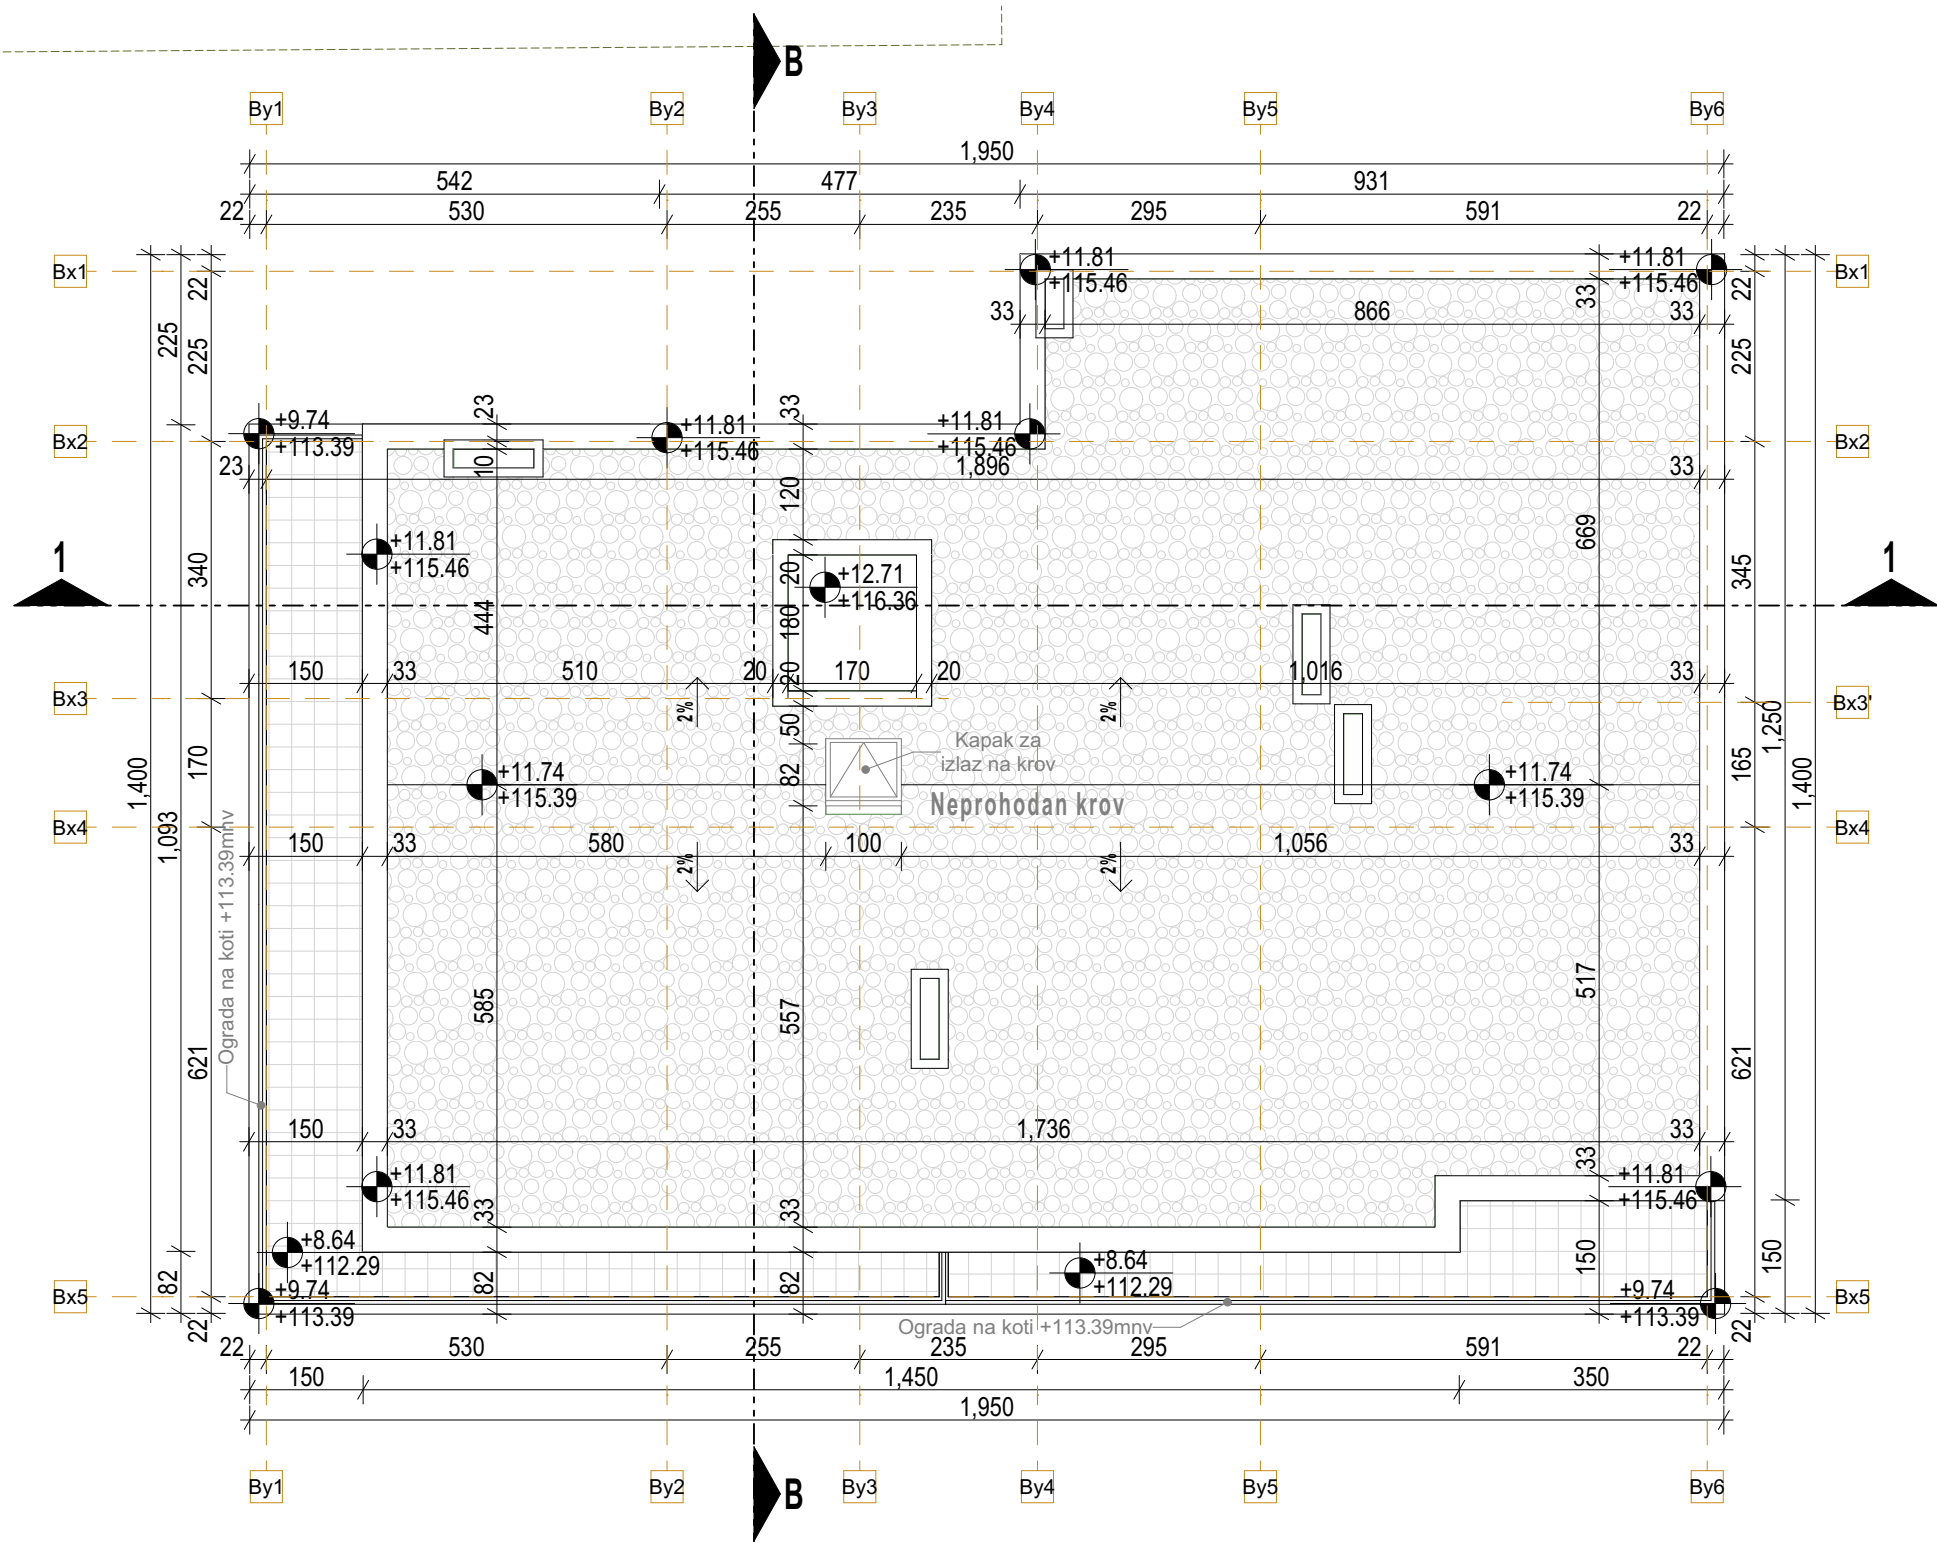 B
By1 By2 By3 By4 By5 By6
1,950
542 477 931
22 530 255 235 295 591 22
Bx1 Bx1
+11.81
+115.46
+11.81
+115.46
22 225 225 22 225
33 866 33 33
Bx2 Bx2
+9.74
+113.39
23
33
+11.81
+115.46
+11.81
+115.46
23 10 1,896 33
120
+11.81
+115.46
340 444 20 669 345
+12.71
+116.36
180
1 1
150 33 510 20 170 20 1,016 33
20
Bx3 Bx3'
2% 2%
50
1,250
Kapak za
izlaz na krov
170 82 165
+11.74
+115.39
+11.74
+115.39
1,400 1,400
Neprohodan krov
1,093
Bx4 Bx4
150 33 580 100 1,056 33
2% 2%
Ograda na koti +113.39mnv
585 557 517
621 621
150 33 1,736 33
33
+11.81
+115.46
+11.81
+115.46
33 33
+8.64
+112.29
+8.64
+112.29
82 82 82 150 150
Bx5 Bx5
+9.74
+113.39
+9.74
+113.39
22 22
Ograda na koti +113.39mnv
22 530 255 235 295 591 22
150 1,450 350
1,950
By1 By2 By3 By4 By5 By6
B